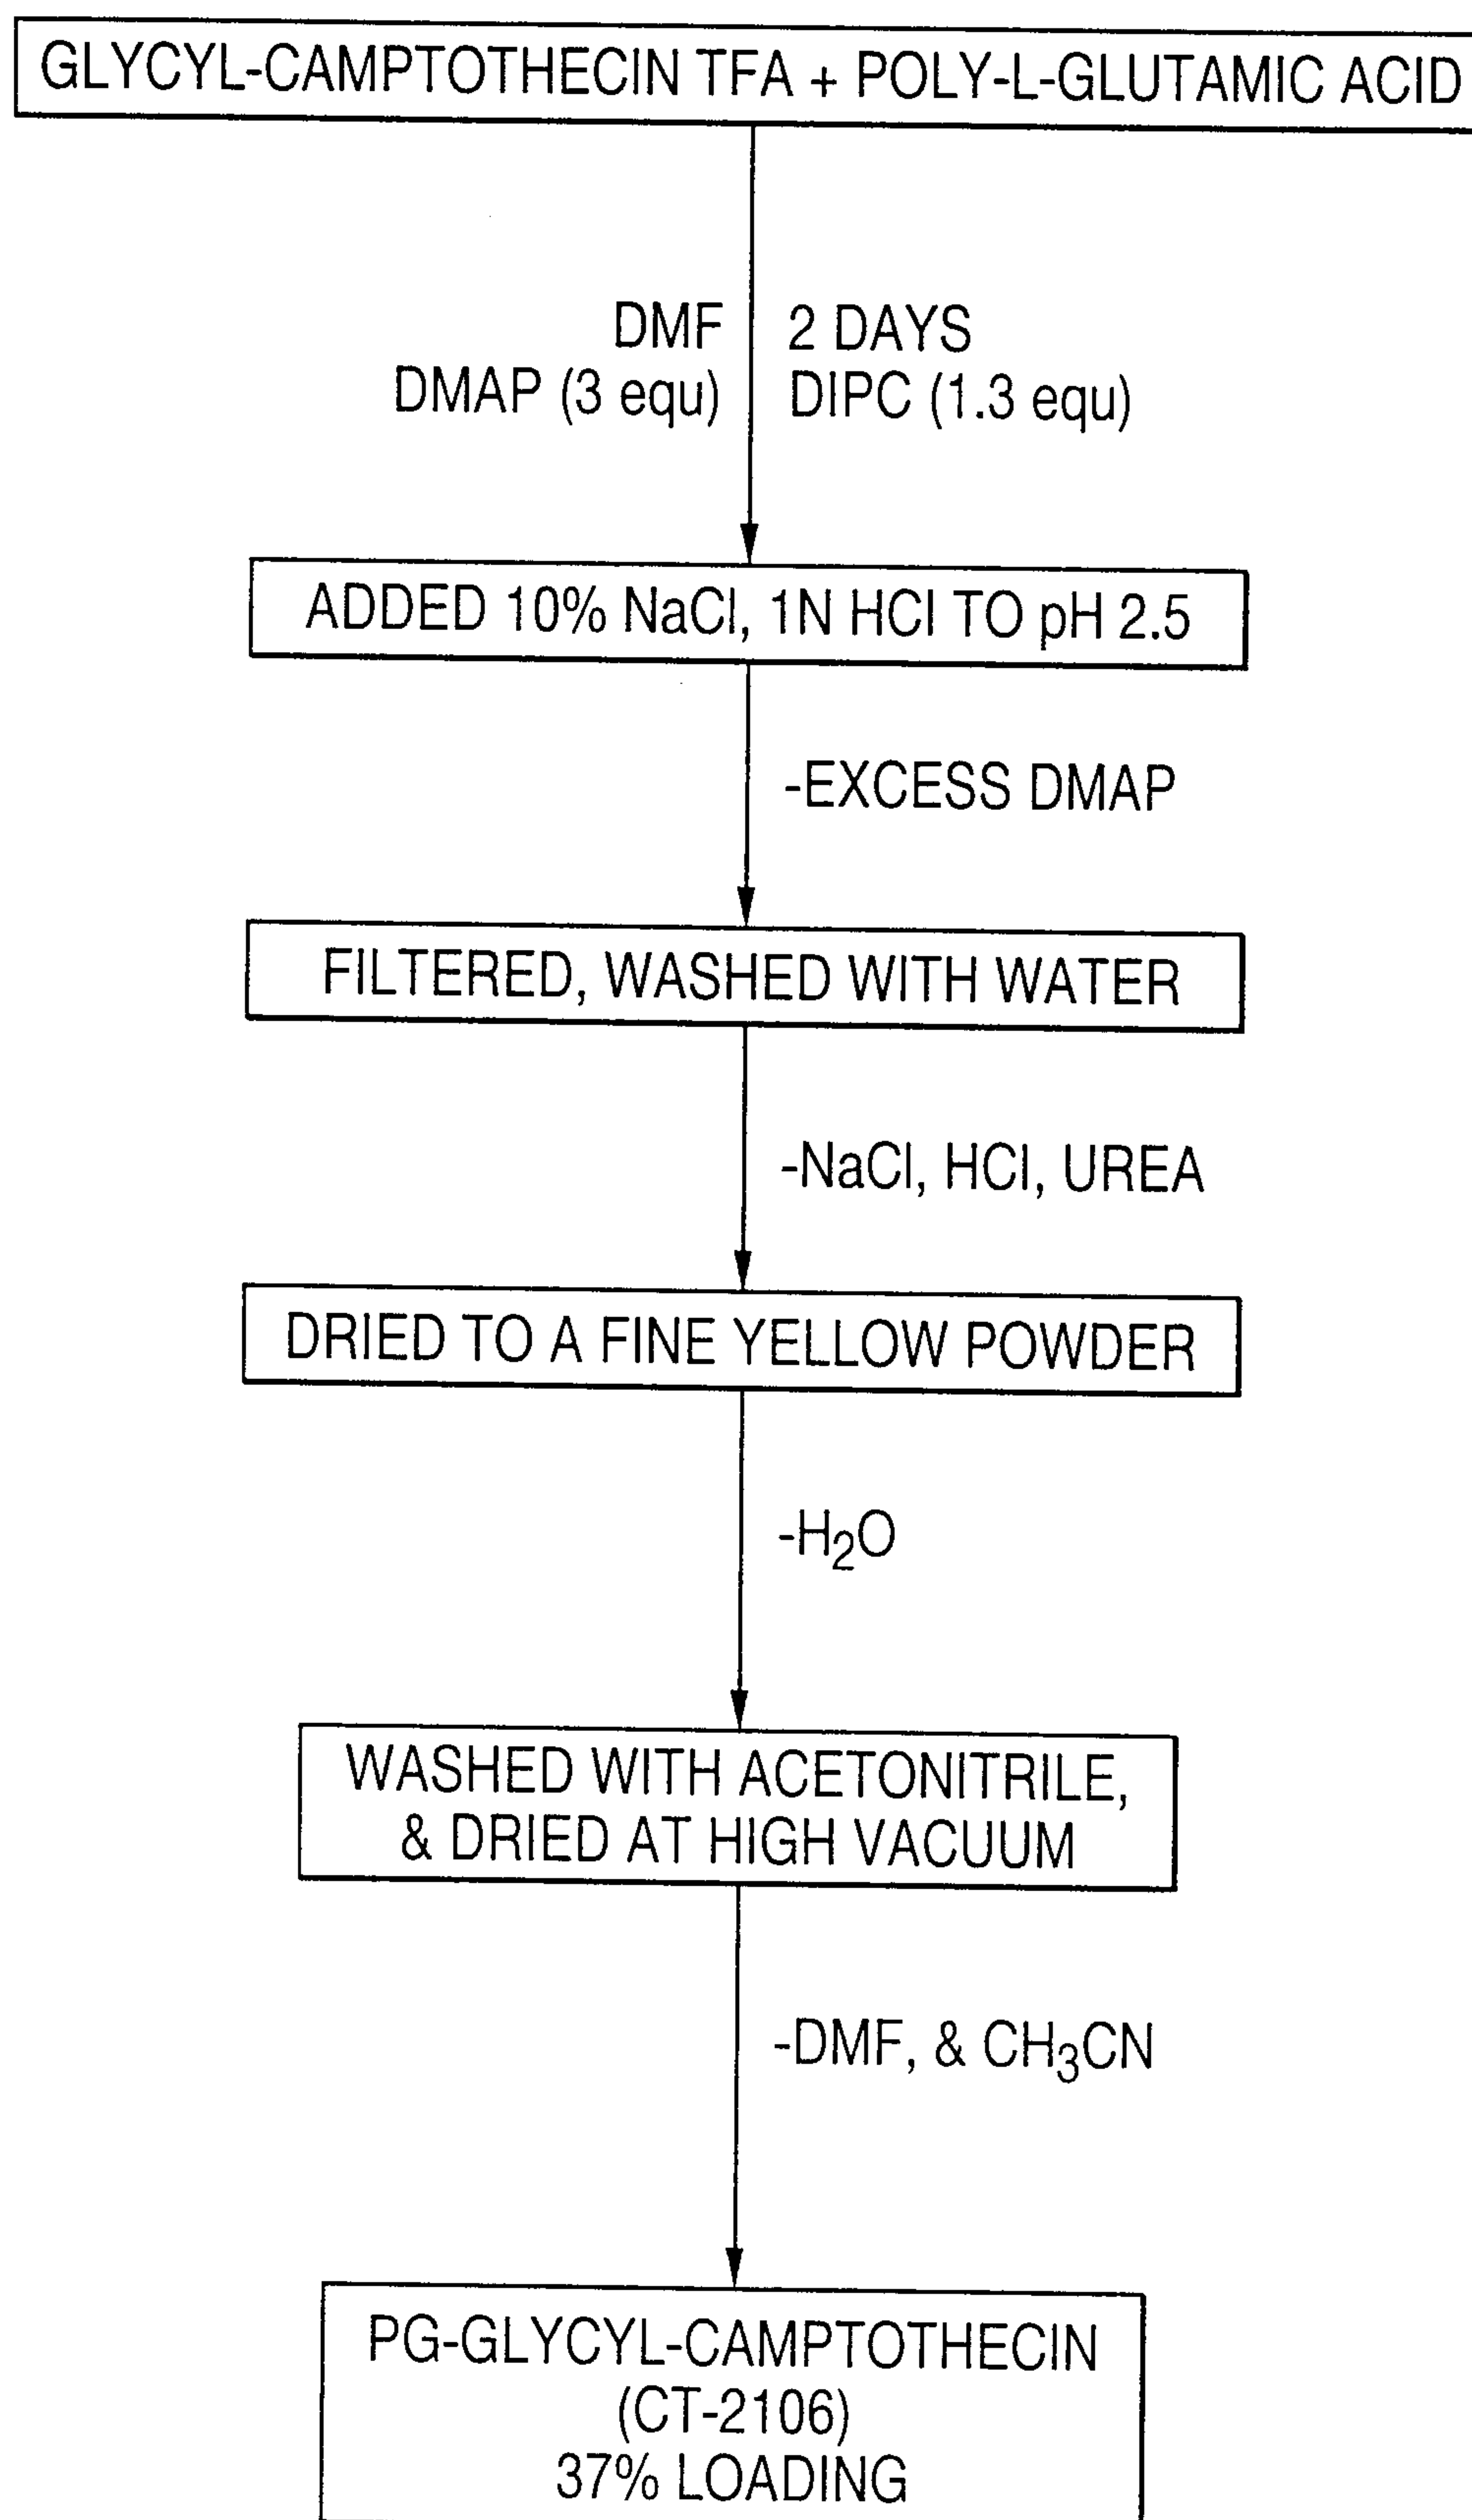 GLYCYL-CAMPTOTHECIN TFA + POLY-L-GLUTAMIC ACID
DMF 2 DAYS
DMAP (3 equ) DIPC (1.3 equ)
ADDED 10% NaCl, 1N HCl TO pH 2.5
-EXCESS DMAP
FILTERED, WASHED WITH WATER
-NaCl, HCl, UREA
DRIED TO A FINE YELLOW POWDER
-H2O
WASHED WITH ACETONITRILE,
& DRIED AT HIGH VACUUM
-DMF, & CH3CN
PG-GLYCYL-CAMPTOTHECIN
(CT-2106)
37% LOADING